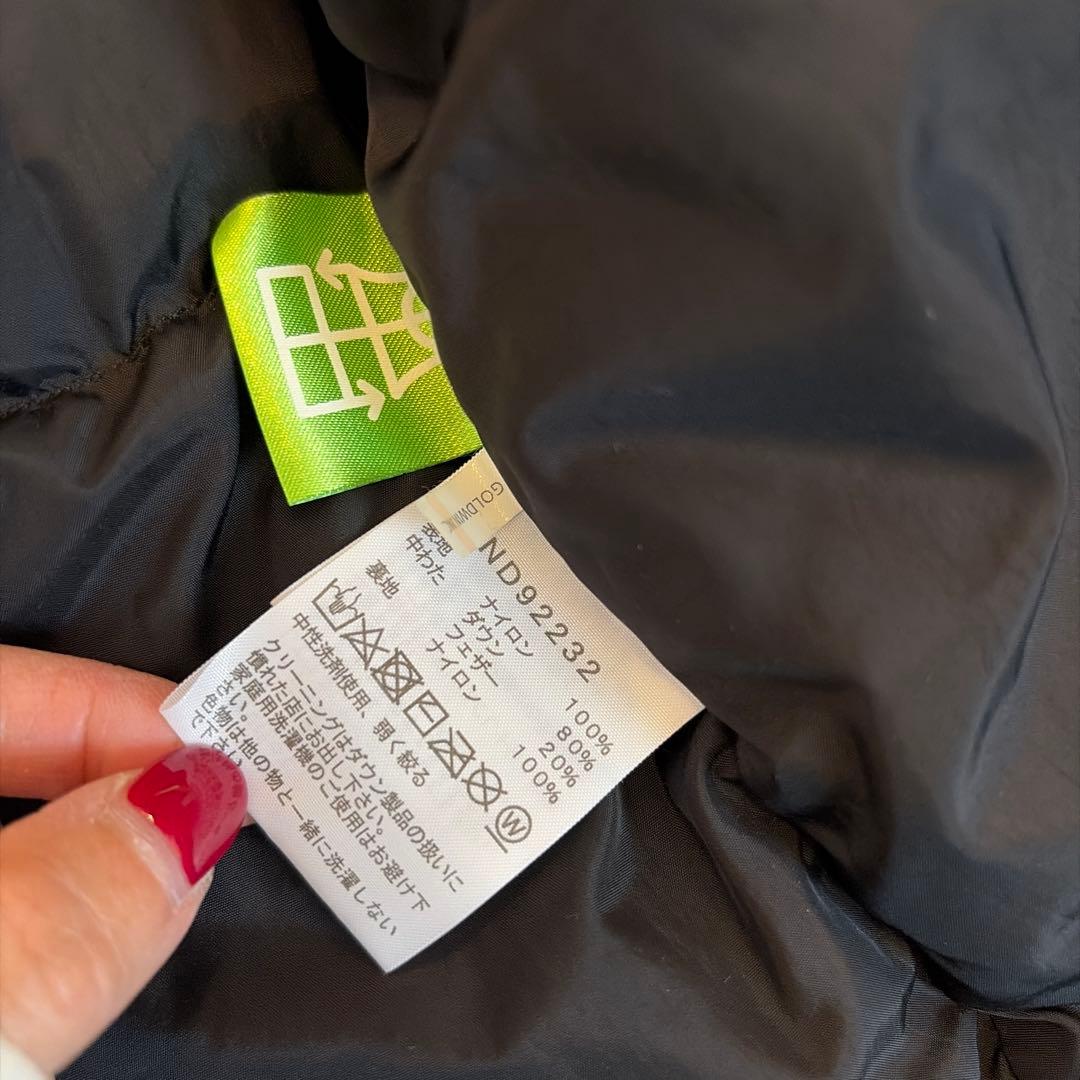 GOLDWIN
ND92232
表地 ナイロン 100%
中わた ダウン 80%
フェザー 20%
裏地 ナイロン 100%
W
中性洗剤使用、弱く絞る
クリーニングはダウン製品の扱いに
慣れた店にお出し下さい。
家庭用洗濯機のご使用はお避け下
さい。
色物は他の物と一緒に洗濯しない
で下さい